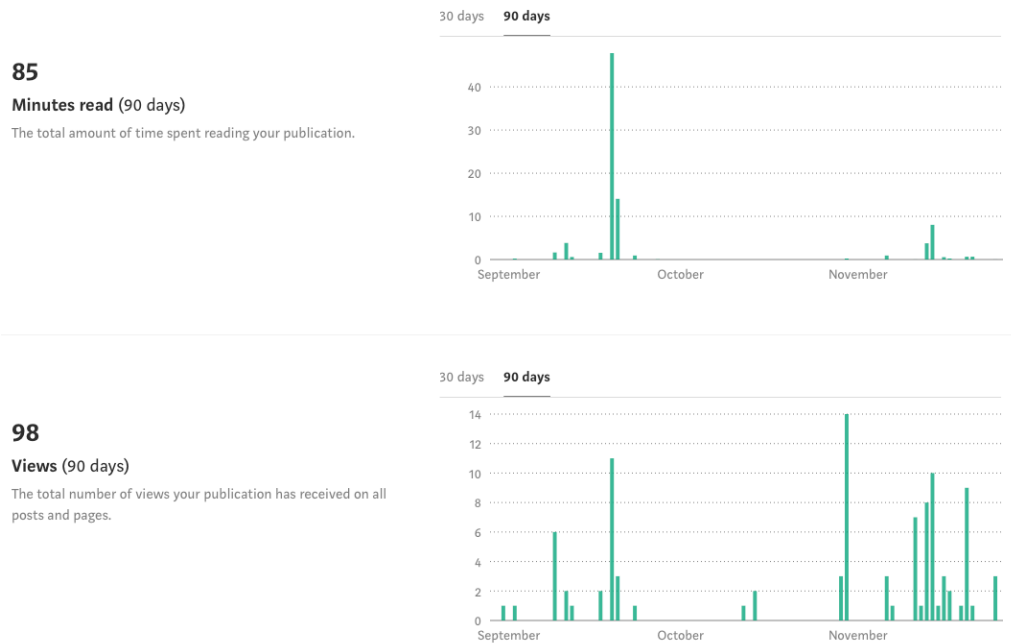 30 days 90 days
85
Minutes read (90 days)
The total amount of time spent reading your publication.
40
30
20
10
0
September October November
30 days 90 days
98
Views (90 days)
The total number of views your publication has received on all
posts and pages.
14
12
10
8
6
4
2
0
September October November